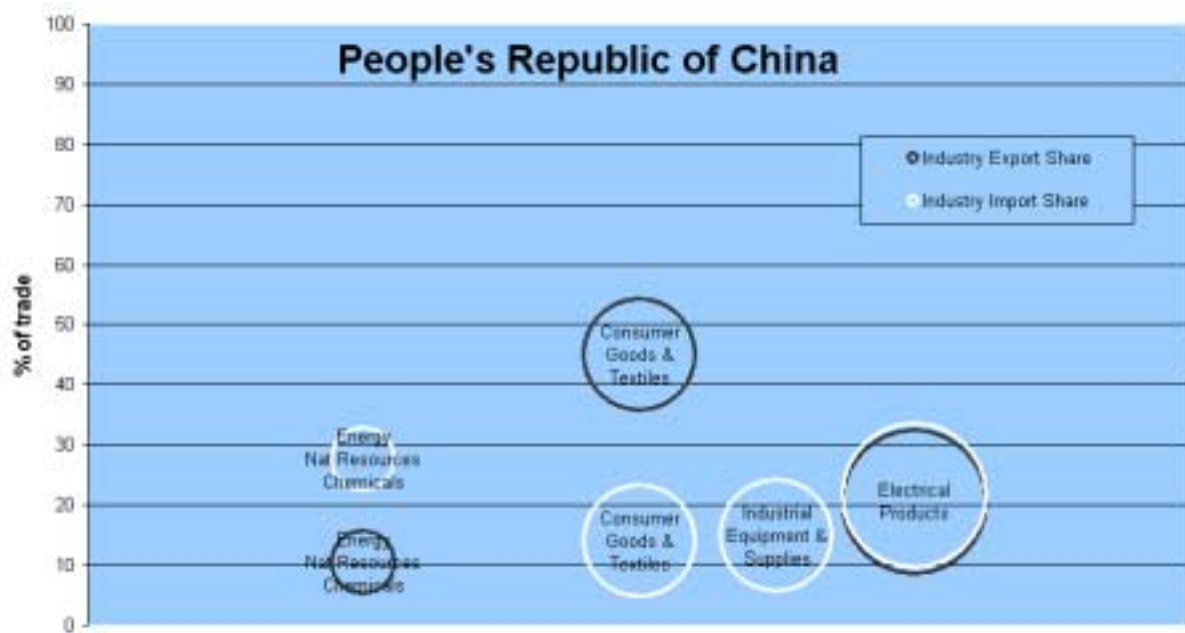 People's Republic of China
% of trade
100
90
80
70
60
50
40
30
20
10
0
Industry Export Share
Industry Import Share
Consumer
Goods &
Textiles
Energy
Nat Resources
Chemicals
Energy
Nat Resources
Chemicals
Consumer
Goods &
Textiles
Industrial
Equipment &
Supplies
Electrical
Products